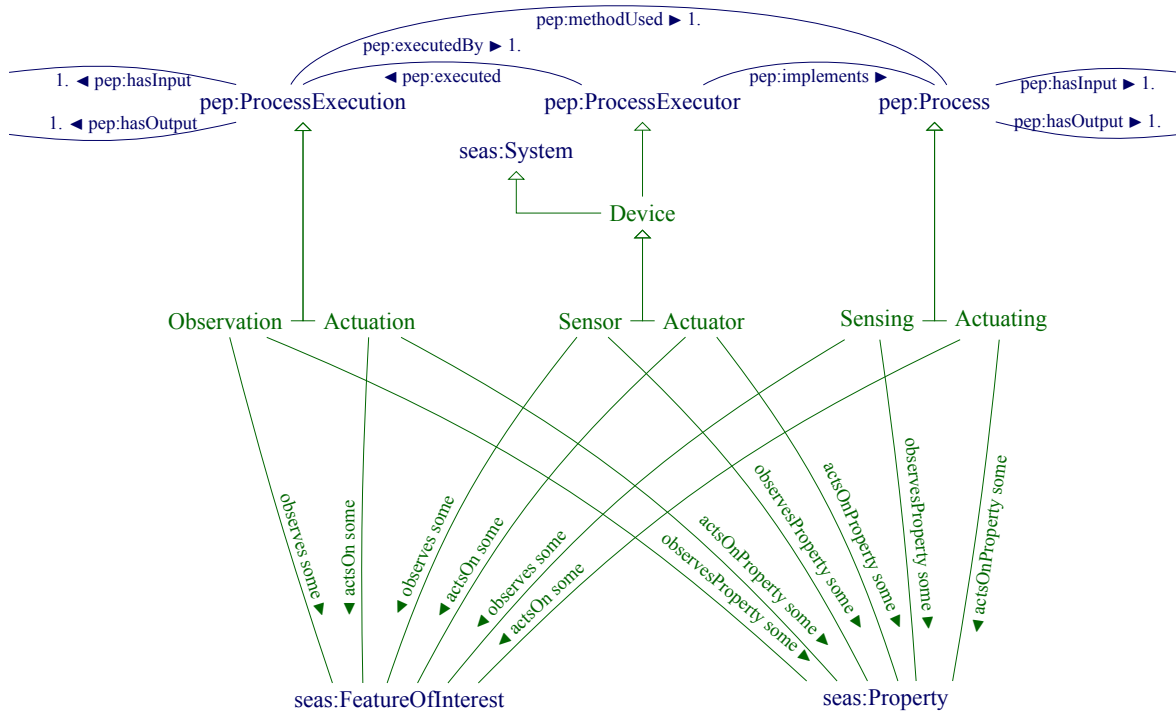 pep:methodUsed ► 1.
pep:executedBy ► 1.
1. ◄ pep:hasInput
◄ pep:executed
pep:implements ►
pep:hasInput ► 1.
pep:ProcessExecution
pep:ProcessExecutor
pep:Process
1. ◄ pep:hasOutput
pep:hasOutput ► 1.
seas:System
Device
Observation
Actuation
Sensor
Actuator
Sensing
Actuating
observes some ►
◄ actsOn some
◄ observes some
◄ actsOn some
◄ observes some
◄ actsOn some
observesProperty some ►
actsOnProperty some ►
observesProperty some ►
actsOnProperty some ►
observesProperty some ►
◄ actsOnProperty some
seas:FeatureOfInterest
seas:Property